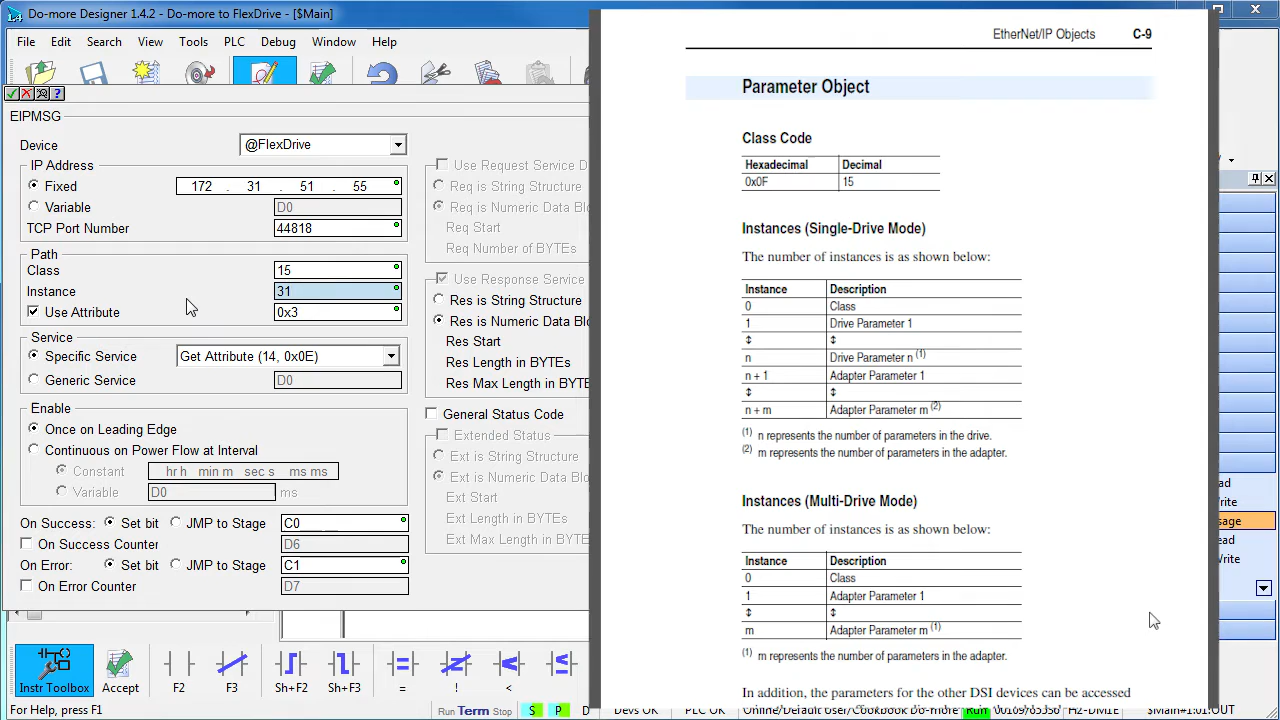 Do-more Designer 1.4.2 - Do-more to FlexDrive - [$Main]
File Edit Search View Tools PLC Debug Window Help
EIPMSG
Device @FlexDrive
IP Address
Fixed 172 . 31 . 51 . 55
Variable D0
TCP Port Number 44818
Path
Class 15
Instance 31
Use Attribute 0x3
Service
Specific Service Get Attribute (14, 0x0E)
Generic Service D0
Enable
Once on Leading Edge
Continuous on Power Flow at Interval
Constant hr h min m sec s ms ms
Variable D0 ms
On Success: Set bit JMP to Stage C0
On Success Counter D6
On Error: Set bit JMP to Stage C1
On Error Counter D7
Use Request Service D
Req is String Structure
Req is Numeric Data Blo
Req Start
Req Number of BYTEs
Use Response Service
Res is String Structure
Res is Numeric Data Blo
Res Start
Res Length in BYTEs
Res Max Length in BYTE
General Status Code
Extended Status
Ext is String Structure
Ext is Numeric Data Blo
Ext Start
Ext Length in BYTEs
Ext Max Length in BYTE
EtherNet/IP Objects C-9
Parameter Object
Class Code
Hexadecimal Decimal
0x0F 15
Instances (Single-Drive Mode)
The number of instances is as shown below:
Instance Description
0 Class
1 Drive Parameter 1
↕ ↕
n Drive Parameter n (1)
n + 1 Adapter Parameter 1
↕ ↕
n + m Adapter Parameter m (2)
(1) n represents the number of parameters in the drive.
(2) m represents the number of parameters in the adapter.
Instances (Multi-Drive Mode)
The number of instances is as shown below:
Instance Description
0 Class
1 Adapter Parameter 1
↕ ↕
m Adapter Parameter m (1)
(1) m represents the number of parameters in the adapter.
In addition, the parameters for the other DSI devices can be accessed
ad
rite
sage
ead
Write
Instr Toolbox Accept F2 F3 Sh+F2 Sh+F3 = ! < ≤
For Help, press F1
Run Term Stop S P D